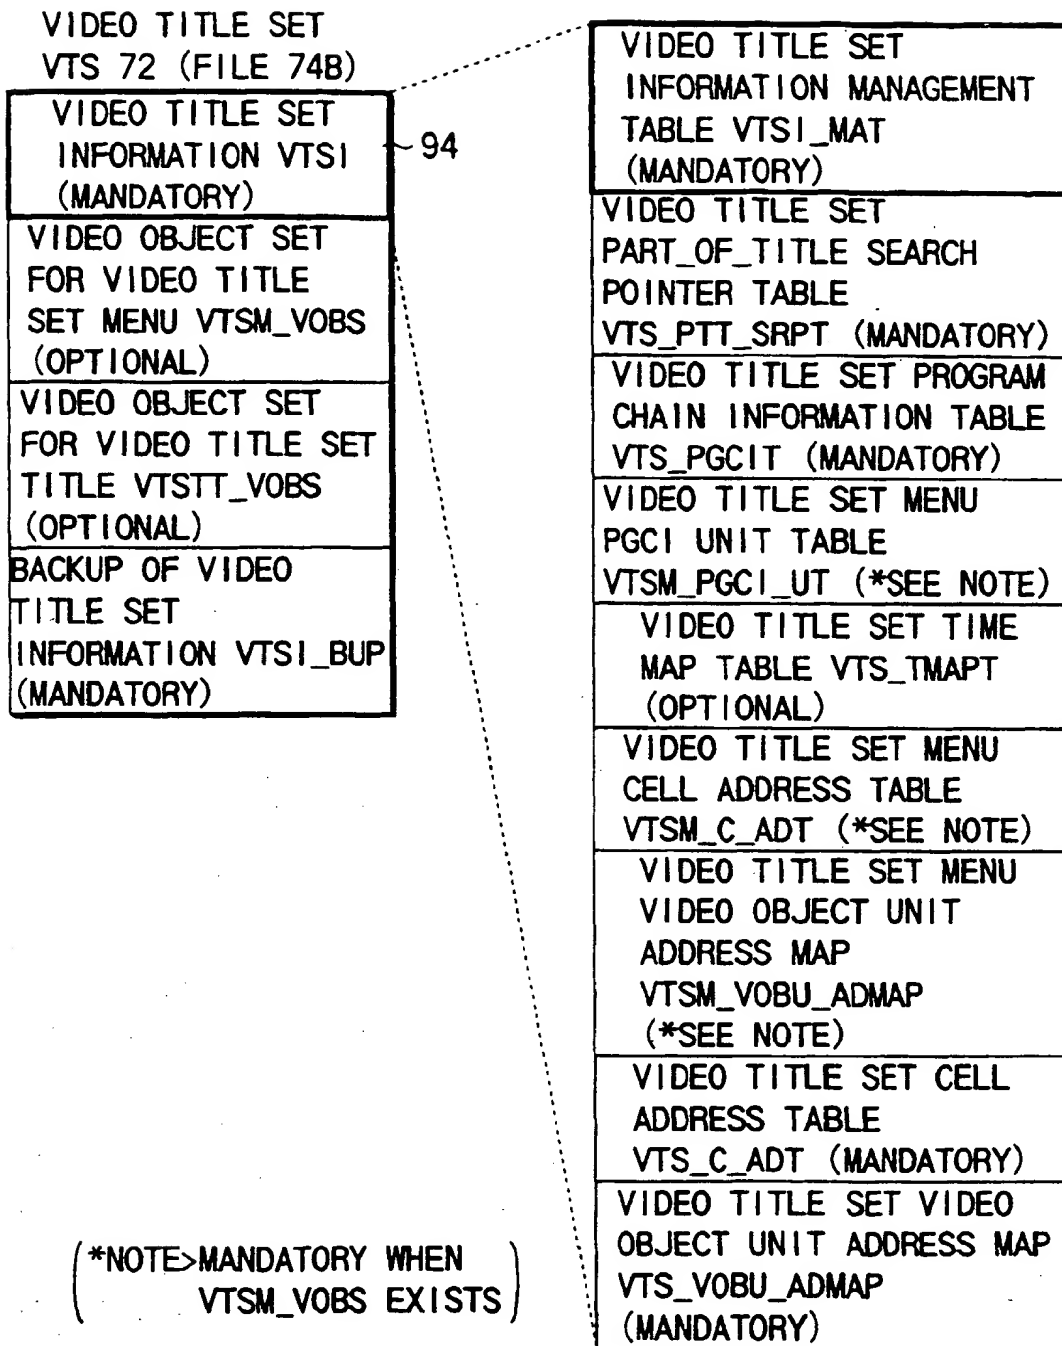 VIDEO TITLE SET
VTS 72 (FILE 74B)
VIDEO TITLE SET
INFORMATION VTSI
(MANDATORY)
94
VIDEO OBJECT SET
FOR VIDEO TITLE
SET MENU VTSM_VOBS
(OPTIONAL)
VIDEO OBJECT SET
FOR VIDEO TITLE SET
TITLE VTSTT_VOBS
(OPTIONAL)
BACKUP OF VIDEO
TITLE SET
INFORMATION VTSI_BUP
(MANDATORY)
VIDEO TITLE SET
INFORMATION MANAGEMENT
TABLE VTSI_MAT
(MANDATORY)
VIDEO TITLE SET
PART_OF_TITLE SEARCH
POINTER TABLE
VTS_PTT_SRPT (MANDATORY)
VIDEO TITLE SET PROGRAM
CHAIN INFORMATION TABLE
VTS_PGCIT (MANDATORY)
VIDEO TITLE SET MENU
PGCI UNIT TABLE
VTSM_PGCI_UT (*SEE NOTE)
VIDEO TITLE SET TIME
MAP TABLE VTS_TMAPT
(OPTIONAL)
VIDEO TITLE SET MENU
CELL ADDRESS TABLE
VTSM_C_ADT (*SEE NOTE)
VIDEO TITLE SET MENU
VIDEO OBJECT UNIT
ADDRESS MAP
VTSM_VOBU_ADMAP
(*SEE NOTE)
VIDEO TITLE SET CELL
ADDRESS TABLE
VTS_C_ADT (MANDATORY)
VIDEO TITLE SET VIDEO
OBJECT UNIT ADDRESS MAP
VTS_VOBU_ADMAP
(MANDATORY)
(*NOTE>MANDATORY WHEN
VTSM_VOBS EXISTS)